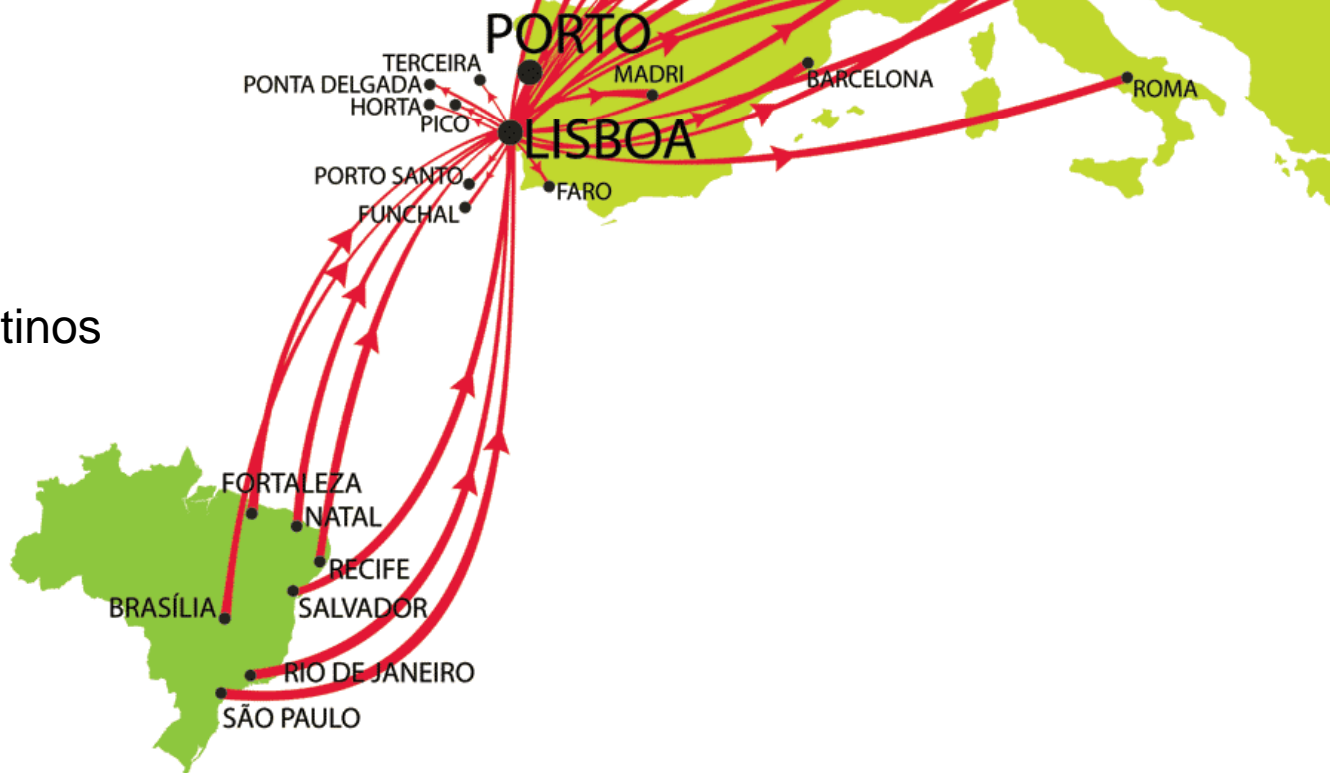 PORTO
TERCEIRA
MADRI
BARCELONA
PONTA DELGADA
ROMA
HORTA
PICO
LISBOA
PORTO SANTO
FARO
FUNCHAL
tinos
FORTALEZA
NATAL
RECIFE
BRASÍLIA
SALVADOR
RIO DE JANEIRO
SÃO PAULO